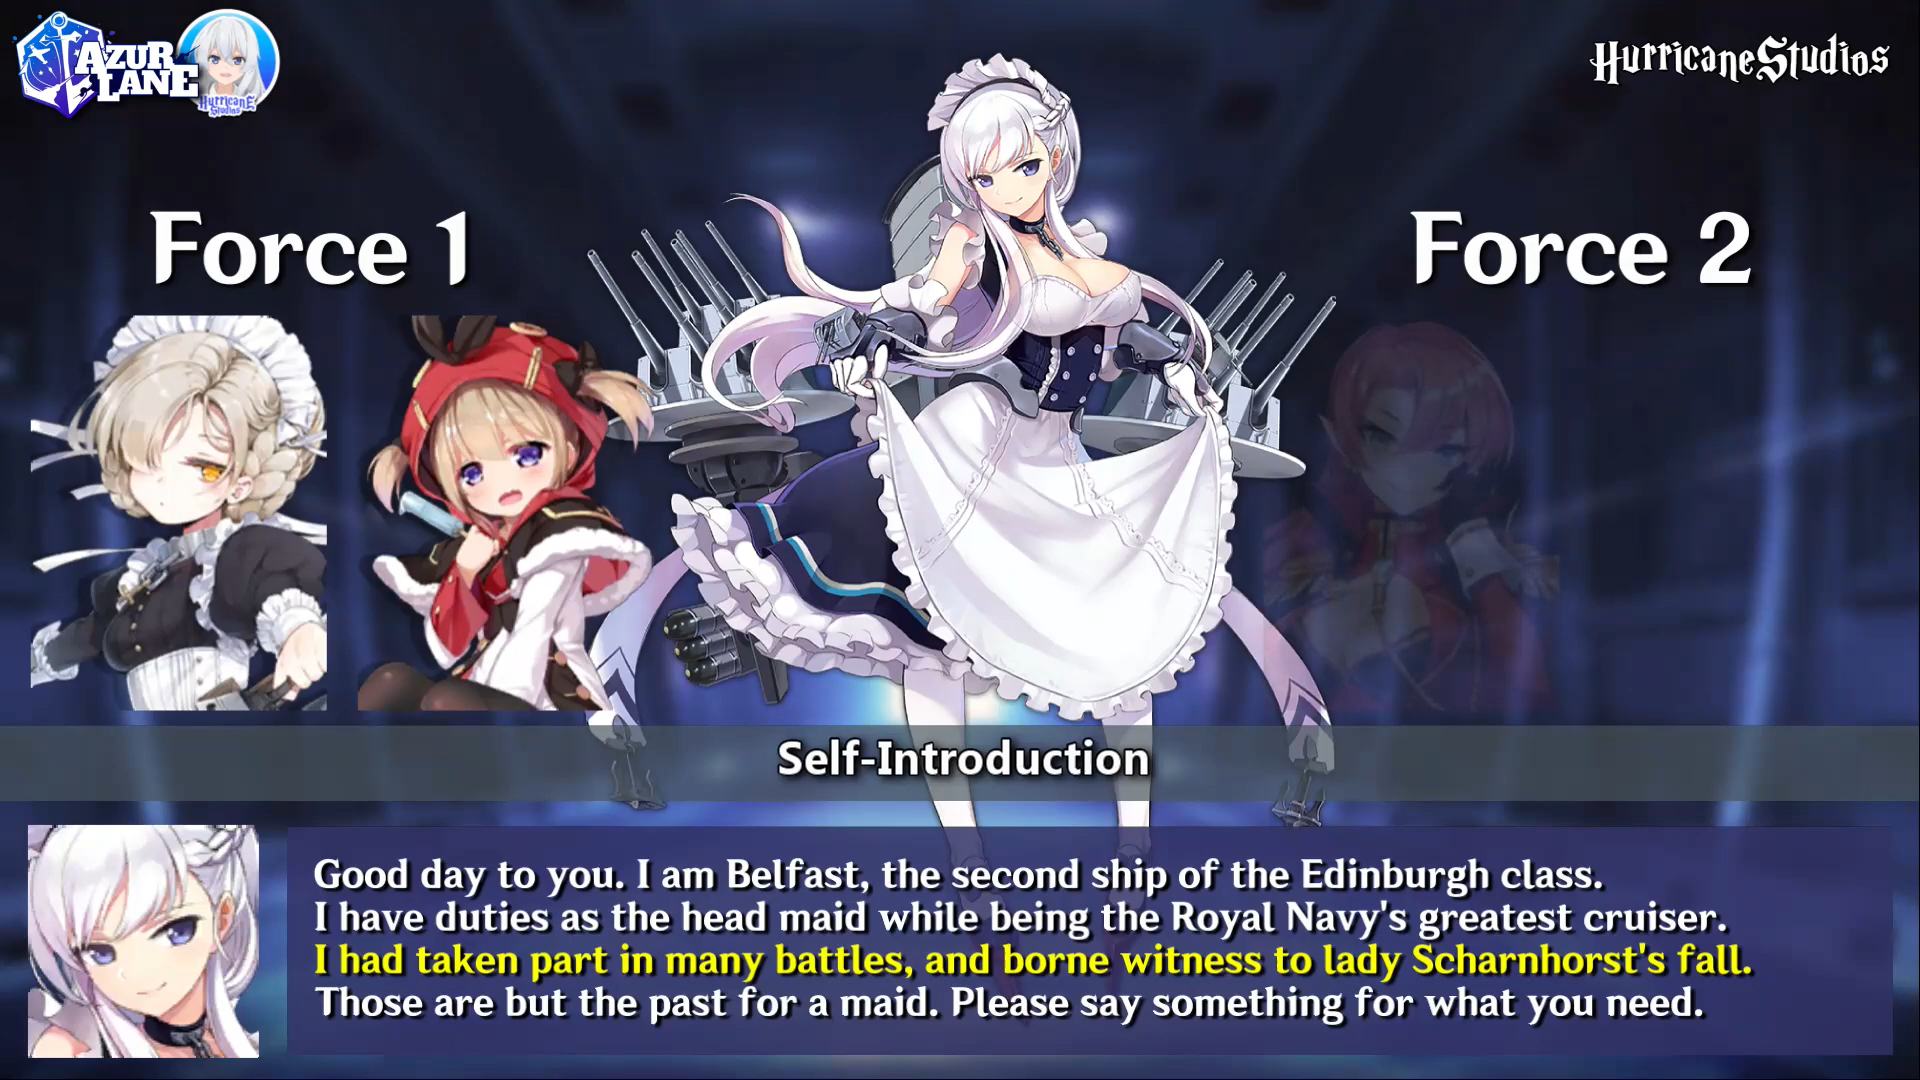 AZUR
LANE
Hurricane
Studios
HurricaneStudios
Force 1
Force 2
Self-Introduction
Good day to you. I am Belfast, the second ship of the Edinburgh class.
I have duties as the head maid while being the Royal Navy's greatest cruiser.
I had taken part in many battles, and borne witness to lady Scharnhorst's fall.
Those are but the past for a maid. Please say something for what you need.